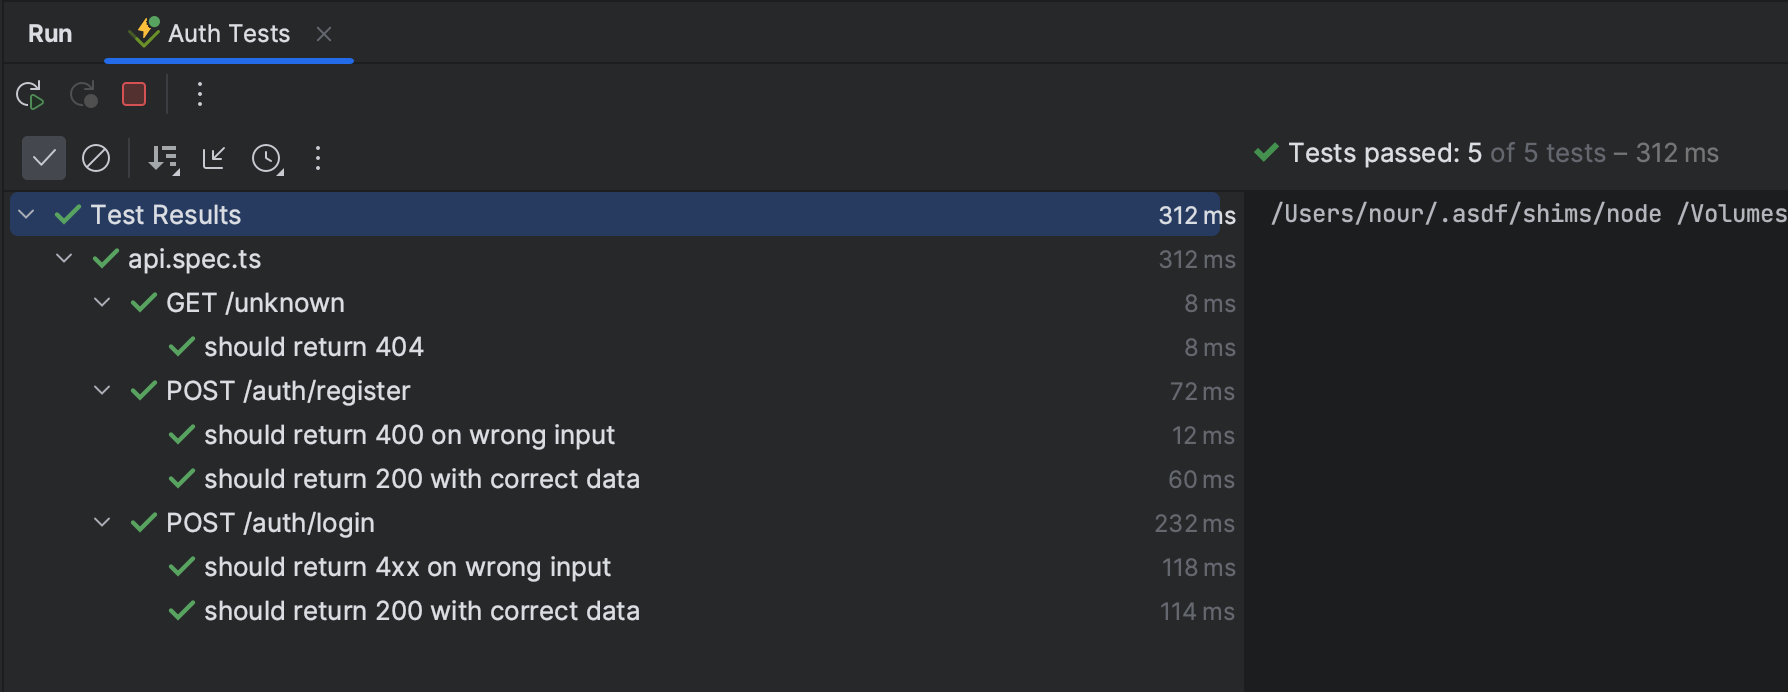 Run Auth Tests
Tests passed: 5 of 5 tests – 312 ms
Test Results 312 ms
/Users/nour/.asdf/shims/node /Volumes
api.spec.ts 312 ms
GET /unknown 8 ms
should return 404 8 ms
POST /auth/register 72 ms
should return 400 on wrong input 12 ms
should return 200 with correct data 60 ms
POST /auth/login 232 ms
should return 4xx on wrong input 118 ms
should return 200 with correct data 114 ms